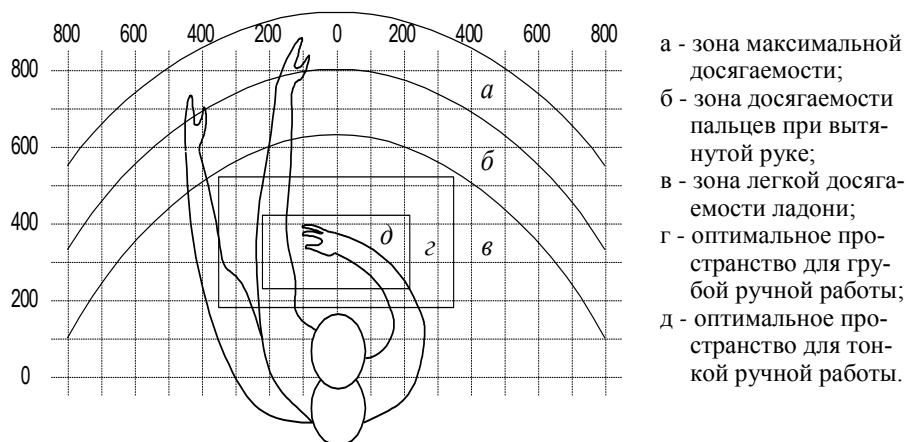 800 600 400 200 0 200 400 600 800
800
600
400
200
0
а
б
в
г
д
а - зона максимальной
досягаемости;
б - зона досягаемости
пальцев при вытя-
нутой руке;
в - зона легкой досяга-
емости ладони;
г - оптимальное про-
странство для гру-
бой ручной работы;
д - оптимальное про-
странство для тон-
кой ручной работы.